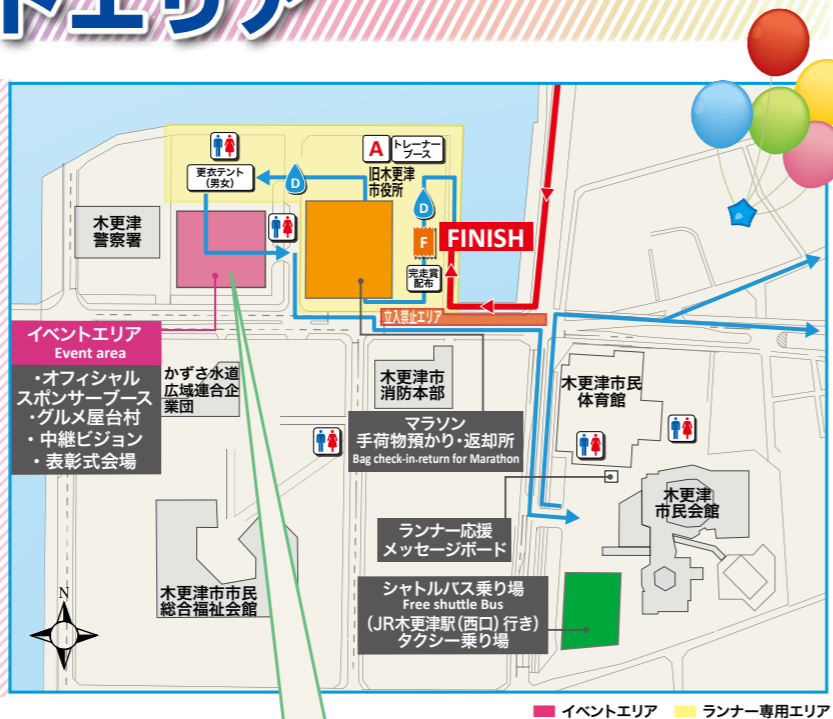 トエリア
トレーナー
ブース
A
更衣テント
(男女)
D
旧木更津
市役所
D
木更津
警察署
F
FINISH
完走賞
配布
立入禁止エリア
イベントエリア
Event area
・オフィシャル
スポンサーブース
・グルメ屋台村
・中継ビジョン
・表彰式会場
かずさ水道
広域連合企
業団
木更津市
消防本部
木更津市民
体育館
マラソン
手荷物預かり・返却所
Bag check-in-return for Marathon
木更津
市民会館
ランナー応援
メッセージボード
シャトルバス乗り場
Free shuttle Bus
(JR木更津駅(西口)行き)
タクシー乗り場
木更津市市民
総合福祉会館
N
イベントエリア
ランナー専用エリア